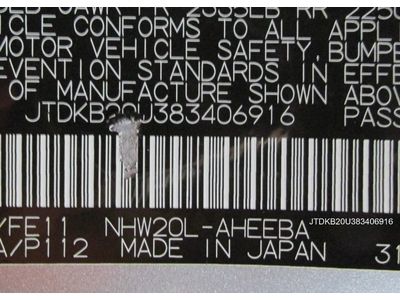 CLE CONFORMS TO ALL APPL
MOTOR VEHICLE SAFETY, BUMPE
EVENTION STANDARDS IN EFFE
OF MANUFACTURE SHOWN ABOV
JTDKB20U383406916 PASS
/FE11 NHW20L-AHEEBA
JTDKB20U383406916
A/P112 MADE IN JAPAN 31